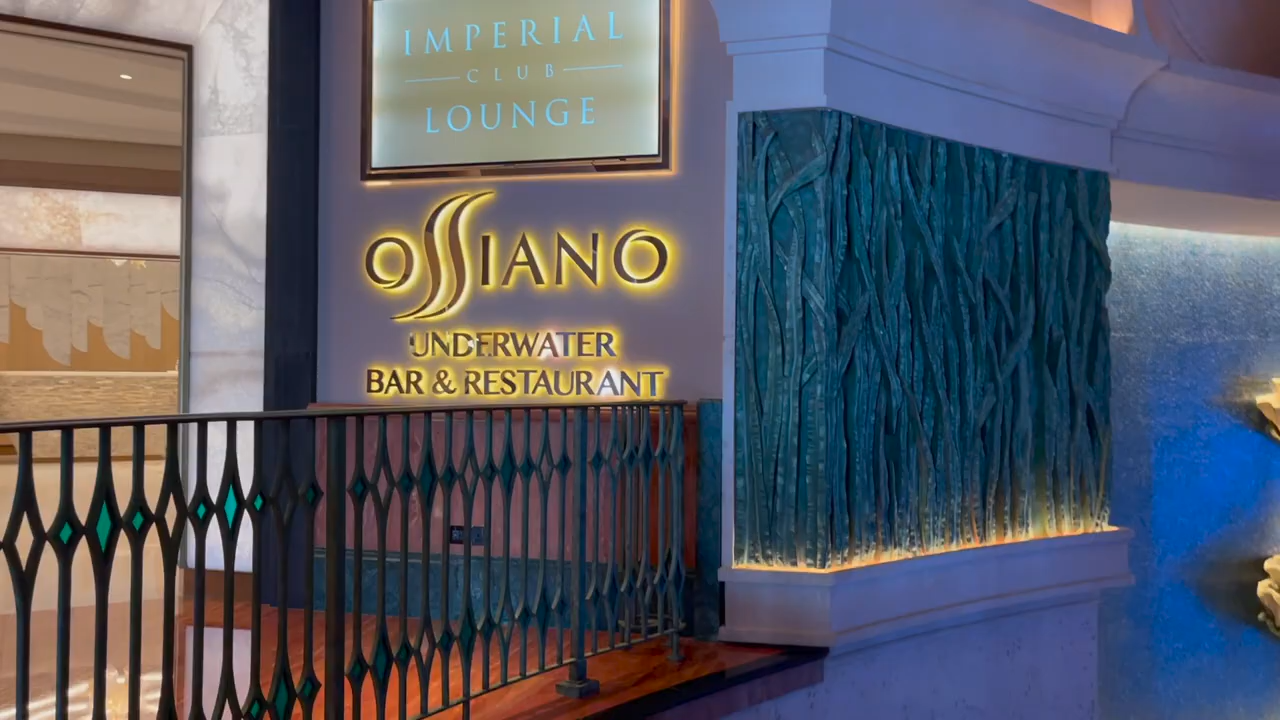 IMPERIAL
CLUB
LOUNGE
OSSIANO
UNDERWATER
BAR & RESTAURANT